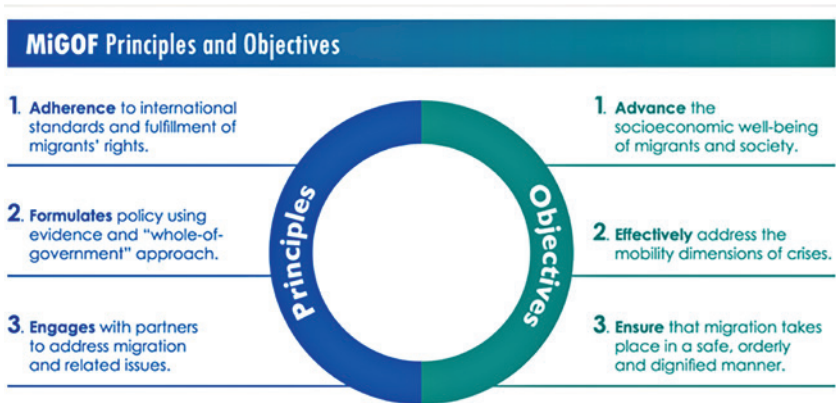 MiGOF Principles and Objectives
1. Adherence to international
standards and fulfillment of
migrants' rights.
2. Formulates policy using
evidence and “whole-of-
government” approach.
3. Engages with partners
to address migration
and related issues.
Principles
Objectives
1. Advance the
socioeconomic well-being
of migrants and society.
2. Effectively address the
mobility dimensions of crises.
3. Ensure that migration takes
place in a safe, orderly
and dignified manner.